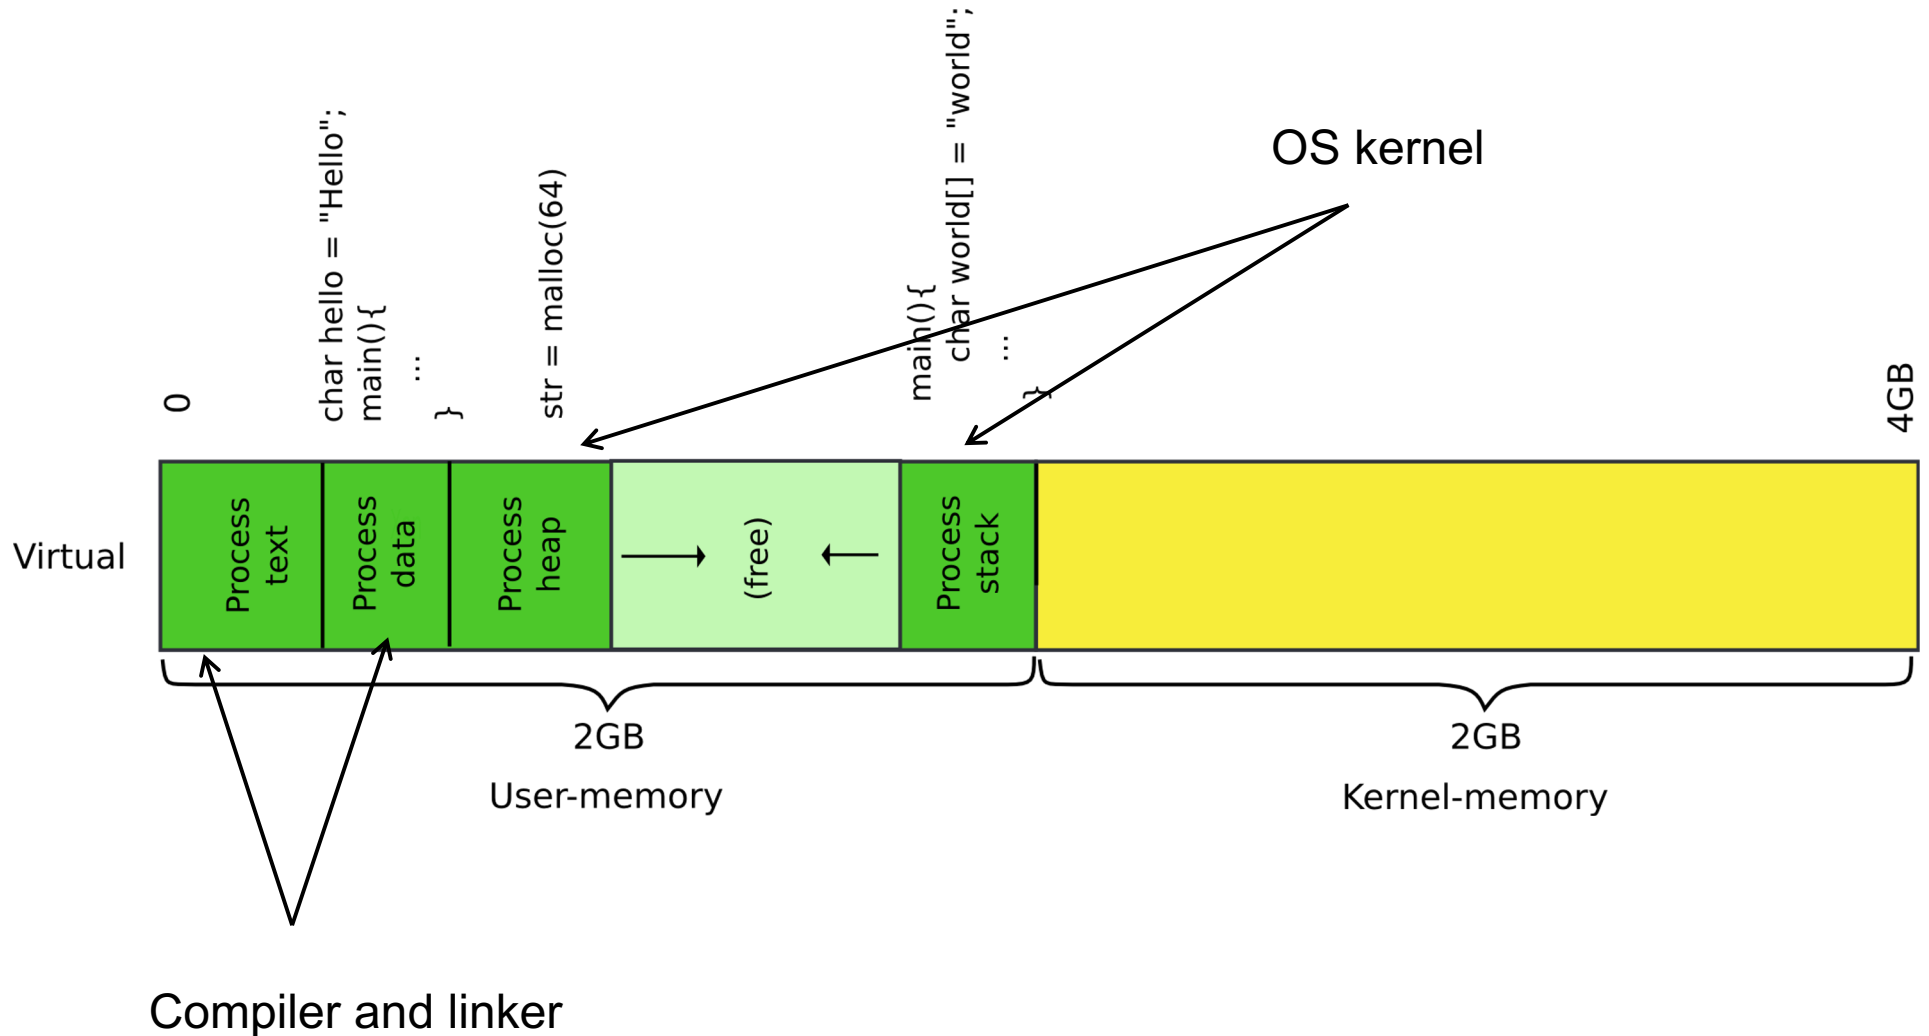 0
char hello = "Hello";
main(){
...
}
str = malloc(64)
main(){
char world[] = "world";
...
}
OS kernel
4GB
Virtual
Process
text
Process
data
Process
heap
(free)
Process
stack
2GB
User-memory
2GB
Kernel-memory
Compiler and linker